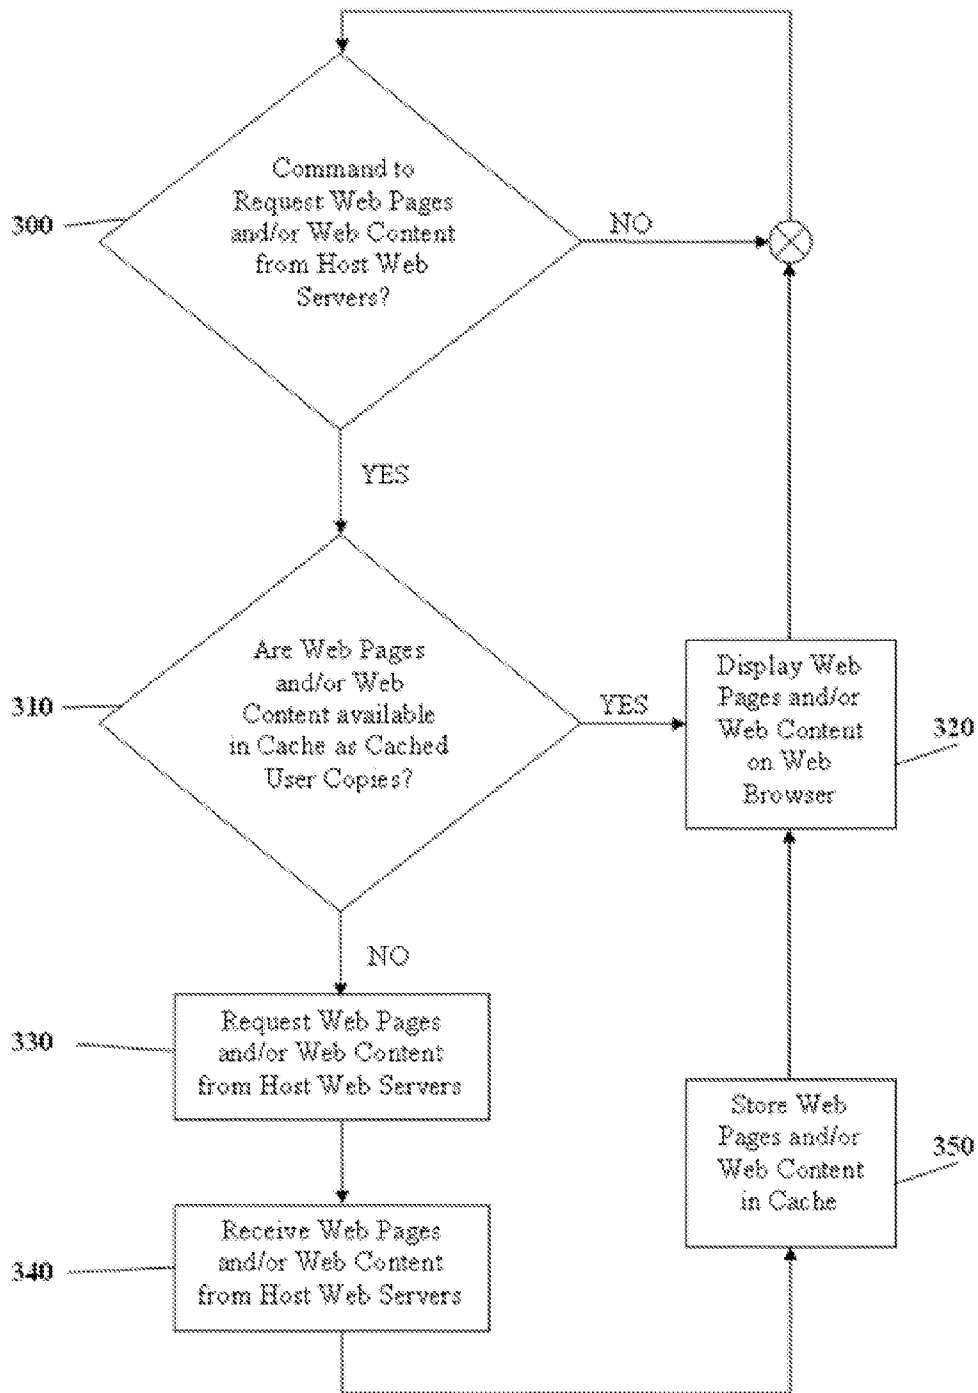 Command to
Request Web Pages
and/or Web Content
from Host Web
Servers?
300
NO
YES
Are Web Pages
and/or Web
Content available
in Cache as Cached
User Copies?
310
YES
Display Web
Pages and/or
Web Content
on Web
Browser
320
NO
Request Web Pages
and/or Web Content
from Host Web Servers
330
Receive Web Pages
and/or Web Content
from Host Web Servers
340
Store Web
Pages and/or
Web Content
in Cache
350